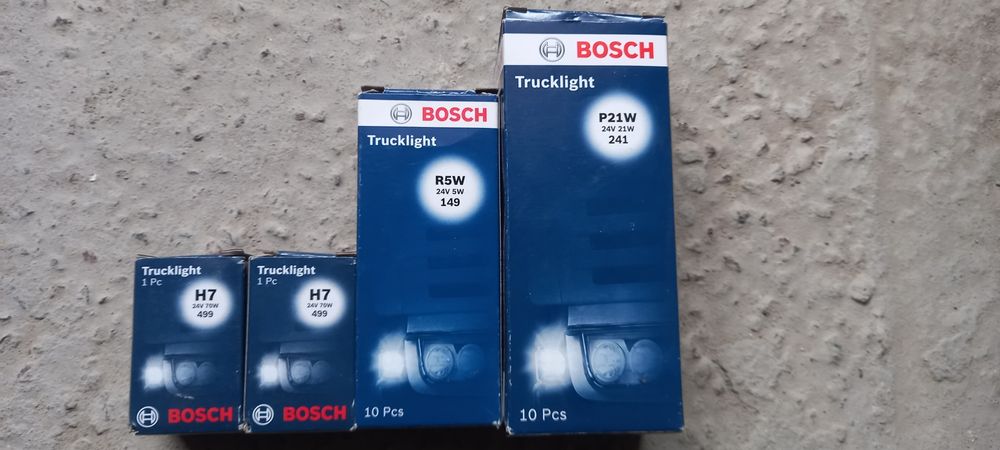 Trucklight
1 Pc
H7
24V 70W
499
BOSCH
Trucklight
1 Pc
H7
24V 70W
499
BOSCH
BOSCH
Trucklight
R5W
24V 5W
149
10 Pcs
BOSCH
Trucklight
P21W
24V 21W
241
10 Pcs